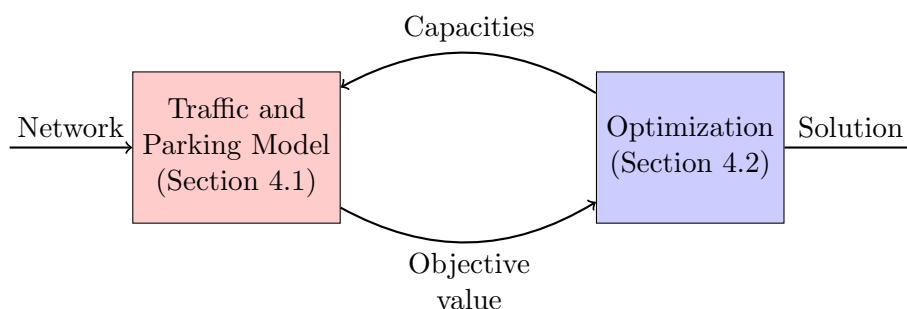 Capacities
Network
Traffic and
Parking Model
(Section 4.1)
Optimization
(Section 4.2)
Solution
Objective
value